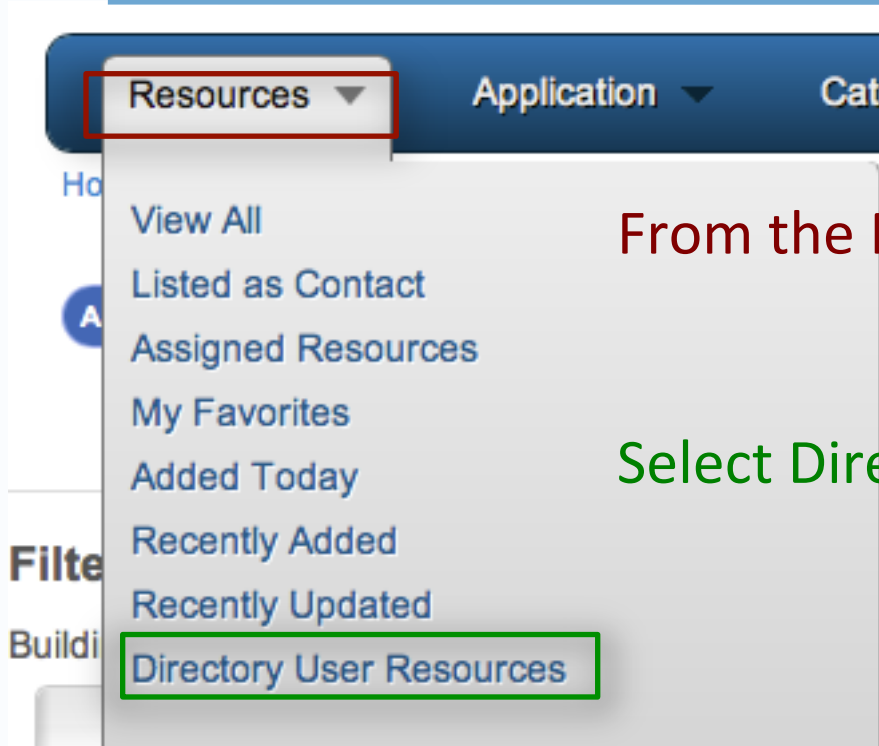 Resources Application Cat
Ho
View All
From the
Listed as Contact
A
Assigned Resources
My Favorites
Select Dire
Added Today
Recently Added
Filte
Recently Updated
Buildi
Directory User Resources